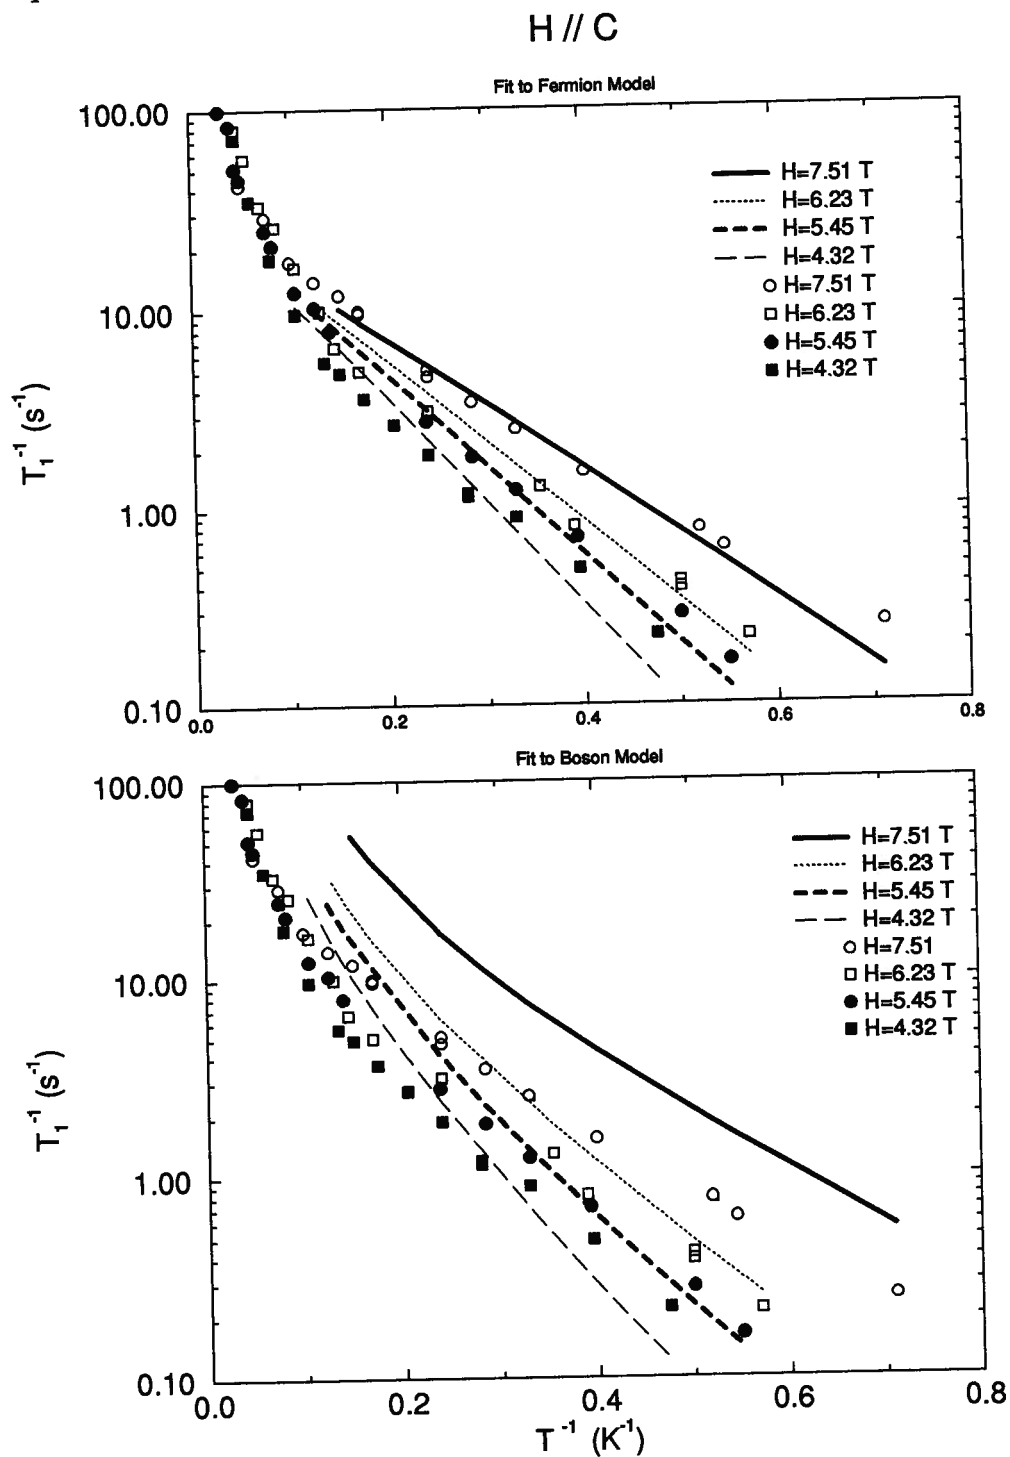 H // C
Fit to Fermion Model
100.00
10.00
1.00
0.10
T₁⁻¹ (s⁻¹)
H=7.51 T
H=6.23 T
H=5.45 T
H=4.32 T
H=7.51 T
H=6.23 T
H=5.45 T
H=4.32 T
0.0 0.2 0.4 0.6 0.8
Fit to Boson Model
100.00
10.00
1.00
0.10
T₁⁻¹ (s⁻¹)
H=7.51 T
H=6.23 T
H=5.45 T
H=4.32 T
H=7.51
H=6.23 T
H=5.45 T
H=4.32 T
0.0 0.2 0.4 0.6 0.8
T⁻¹ (K⁻¹)